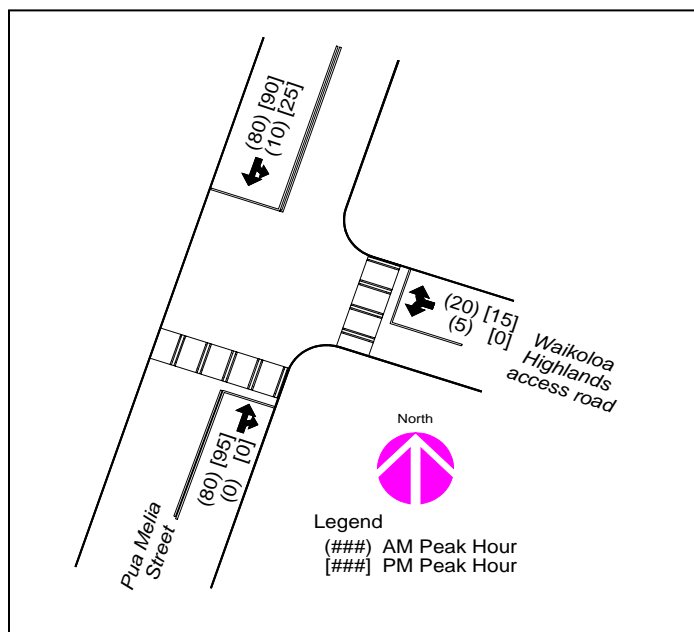 (80) [90]
(10) [25]
(20) [15]
(5) [0]
Waikoloa
Highlands
access road
(80) [95]
(0) [0]
Pua Melia
Street
North
Legend
(###) AM Peak Hour
[###] PM Peak Hour